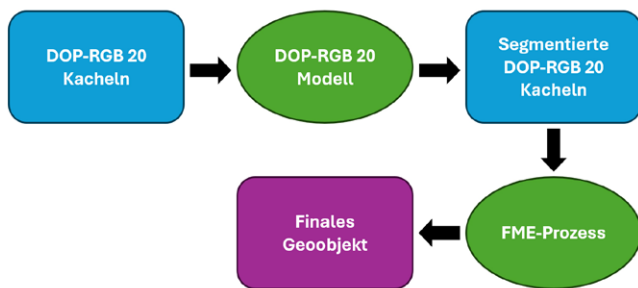 DOP-RGB 20
Kacheln
DOP-RGB 20
Modell
Segmentierte
DOP-RGB 20
Kacheln
FME-Prozess
Finales
Geoobjekt